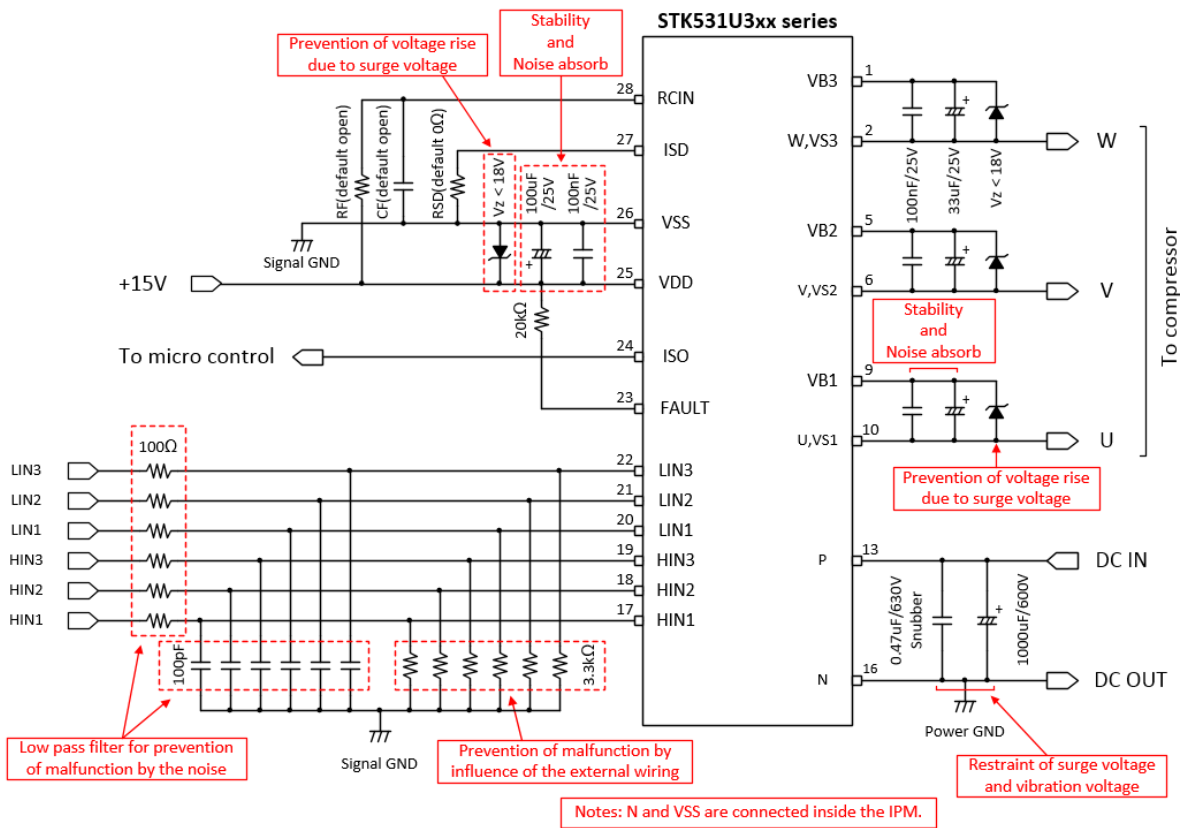 STK531U3xx series
Stability
and
Noise absorb
Prevention of voltage rise
due to surge voltage
28
RCIN
27
ISD
RF(default open)
CF(default open)
RSD(default 0Ω)
Vz < 18V
100uF
/25V
100nF
/25V
26
VSS
Signal GND
+15V
25
VDD
20kΩ
To micro control
24
ISO
23
FAULT
100Ω
LIN3
22
LIN3
LIN2
21
LIN2
LIN1
20
LIN1
HIN3
19
HIN3
HIN2
18
HIN2
HIN1
17
HIN1
100pF
3.3kΩ
Low pass filter for prevention
of malfunction by the noise
Signal GND
Prevention of malfunction by
influence of the external wiring
VB3
1
W,VS3
2
W
100nF/25V
33uF/25V
Vz < 18V
VB2
5
V,VS2
6
V
Stability
and
Noise absorb
VB1
9
U,VS1
10
U
To compressor
Prevention of voltage rise
due to surge voltage
P
13
DC IN
0.47uF/630V
Snubber
1000uF/600V
N
16
DC OUT
Power GND
Restraint of surge voltage
and vibration voltage
Notes: N and VSS are connected inside the IPM.